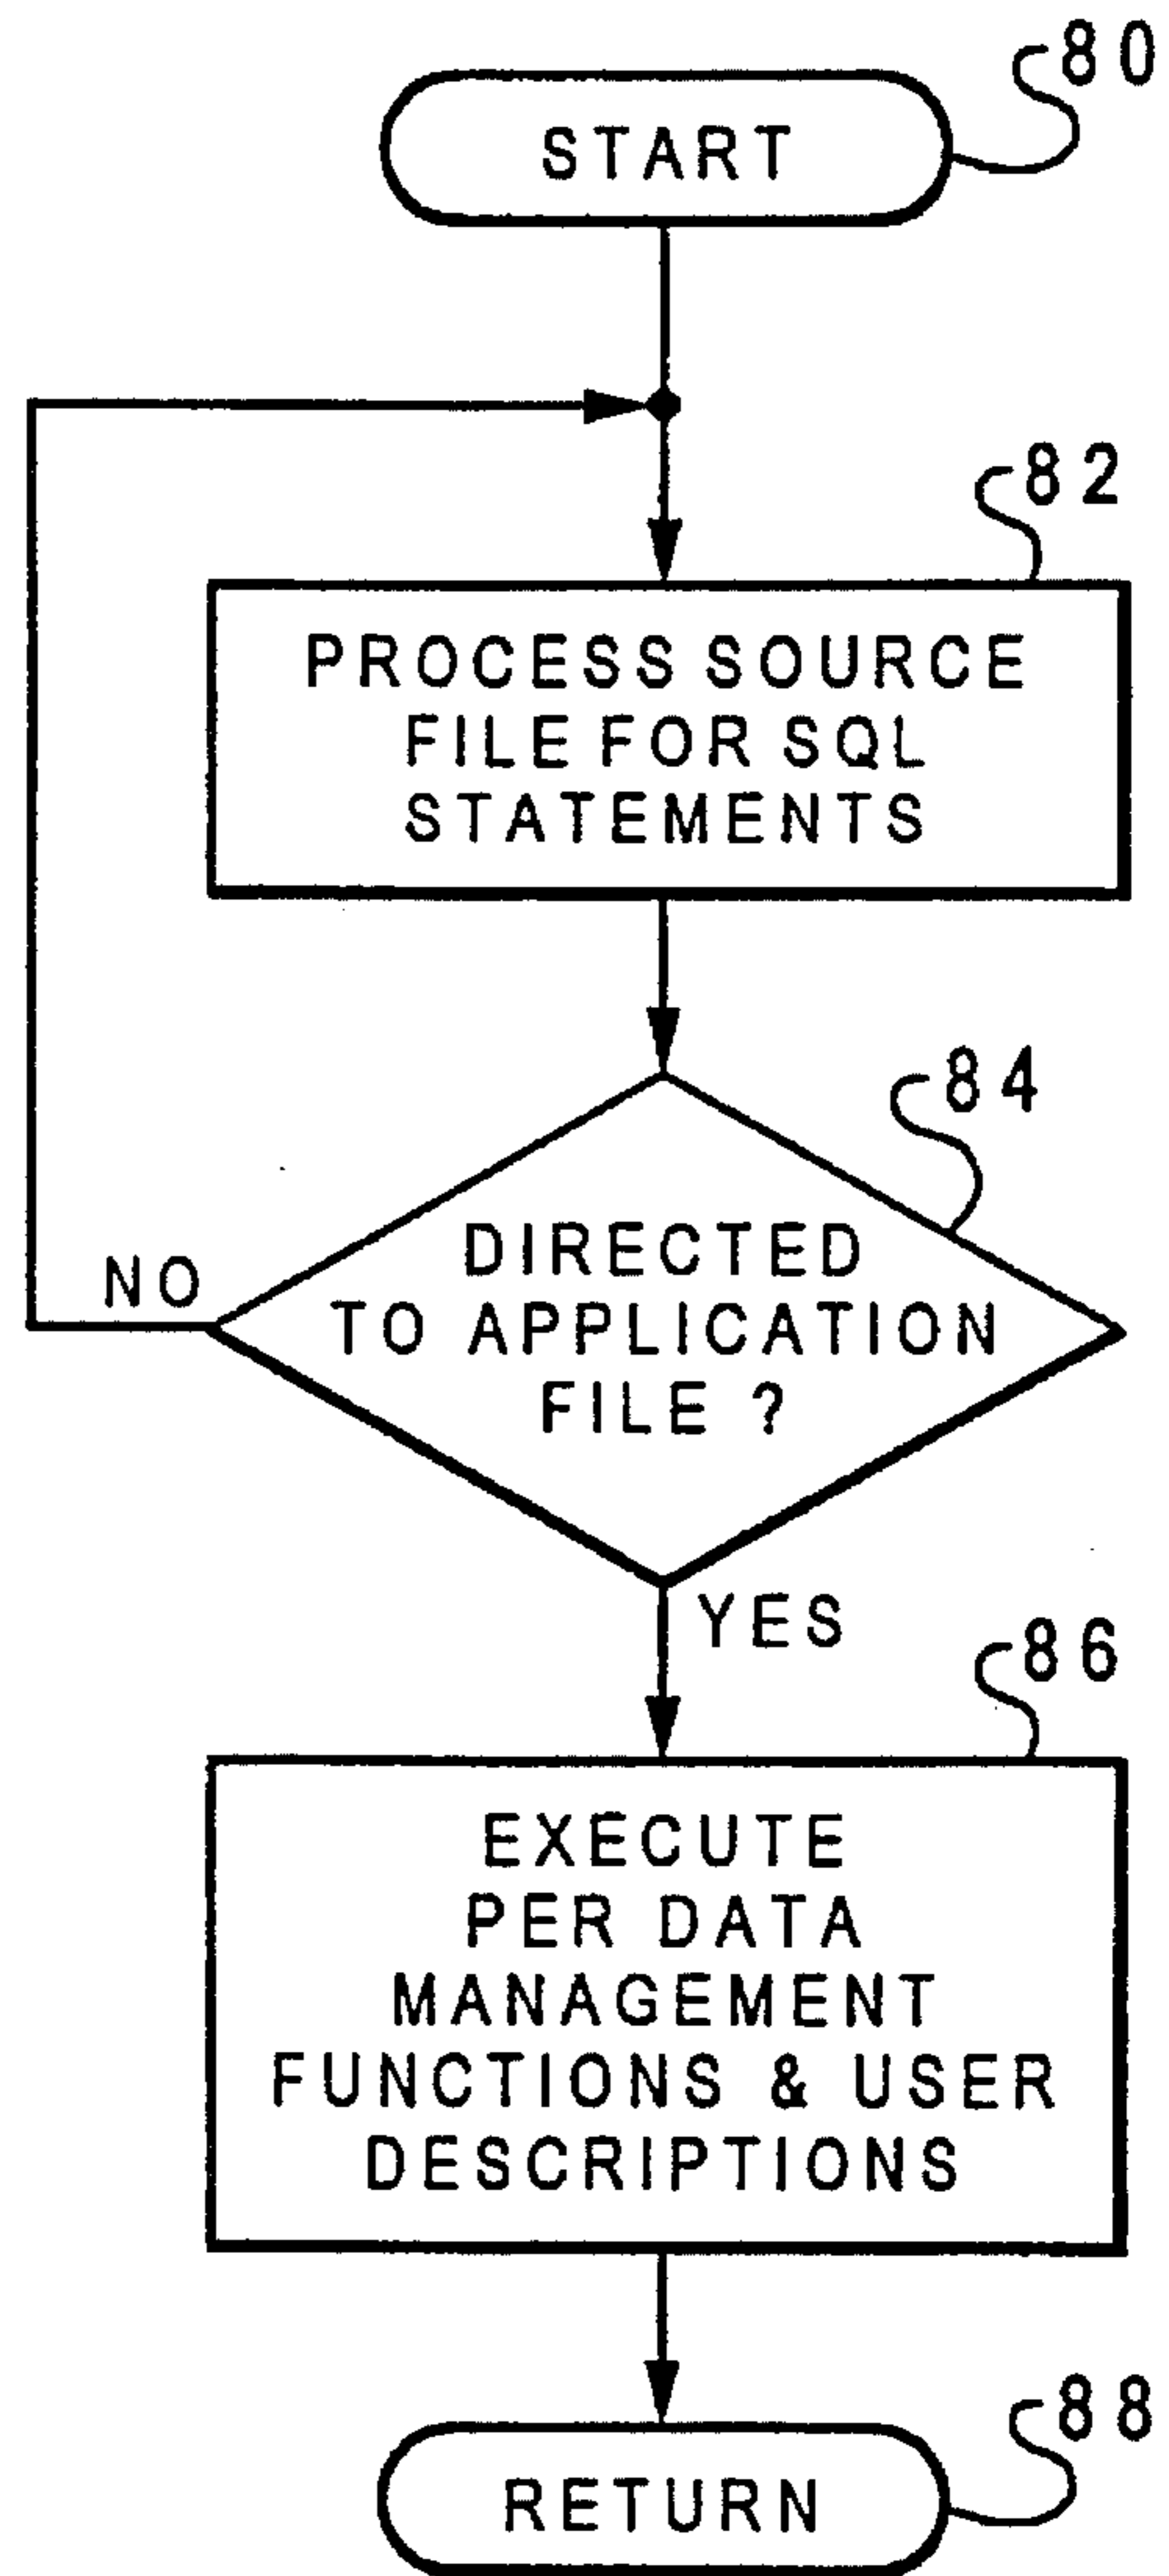 80
START
82
PROCESS SOURCE
FILE FOR SQL
STATEMENTS
84
DIRECTED
TO APPLICATION
FILE ?
NO
YES
86
EXECUTE
PER DATA
MANAGEMENT
FUNCTIONS & USER
DESCRIPTIONS
88
RETURN